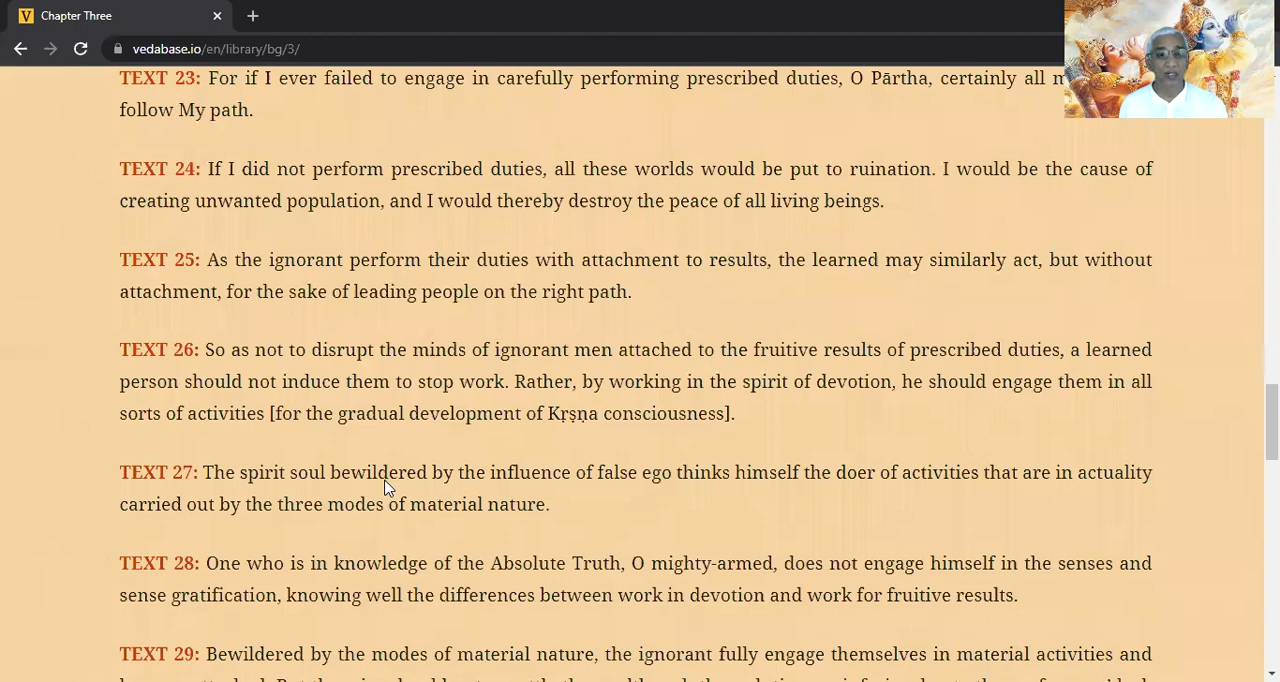 Chapter Three
vedabase.io/en/library/bg/3/
TEXT 23: For if I ever failed to engage in carefully performing prescribed duties, O Pārtha, certainly all
follow My path.
TEXT 24: If I did not perform prescribed duties, all these worlds would be put to ruination. I would be the cause of
creating unwanted population, and I would thereby destroy the peace of all living beings.
TEXT 25: As the ignorant perform their duties with attachment to results, the learned may similarly act, but without
attachment, for the sake of leading people on the right path.
TEXT 26: So as not to disrupt the minds of ignorant men attached to the fruitive results of prescribed duties, a learned
person should not induce them to stop work. Rather, by working in the spirit of devotion, he should engage them in all
sorts of activities [for the gradual development of Kṛṣṇa consciousness].
TEXT 27: The spirit soul bewildered by the influence of false ego thinks himself the doer of activities that are in actuality
carried out by the three modes of material nature.
TEXT 28: One who is in knowledge of the Absolute Truth, O mighty-armed, does not engage himself in the senses and
sense gratification, knowing well the differences between work in devotion and work for fruitive results.
TEXT 29: Bewildered by the modes of material nature, the ignorant fully engage themselves in material activities and